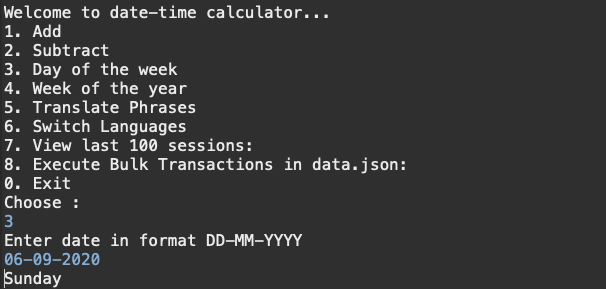 Welcome to date-time calculator...
1. Add
2. Subtract
3. Day of the week
4. Week of the year
5. Translate Phrases
6. Switch Languages
7. View last 100 sessions:
8. Execute Bulk Transactions in data.json:
0. Exit
Choose :
3
Enter date in format DD-MM-YYYY
06-09-2020
Sunday